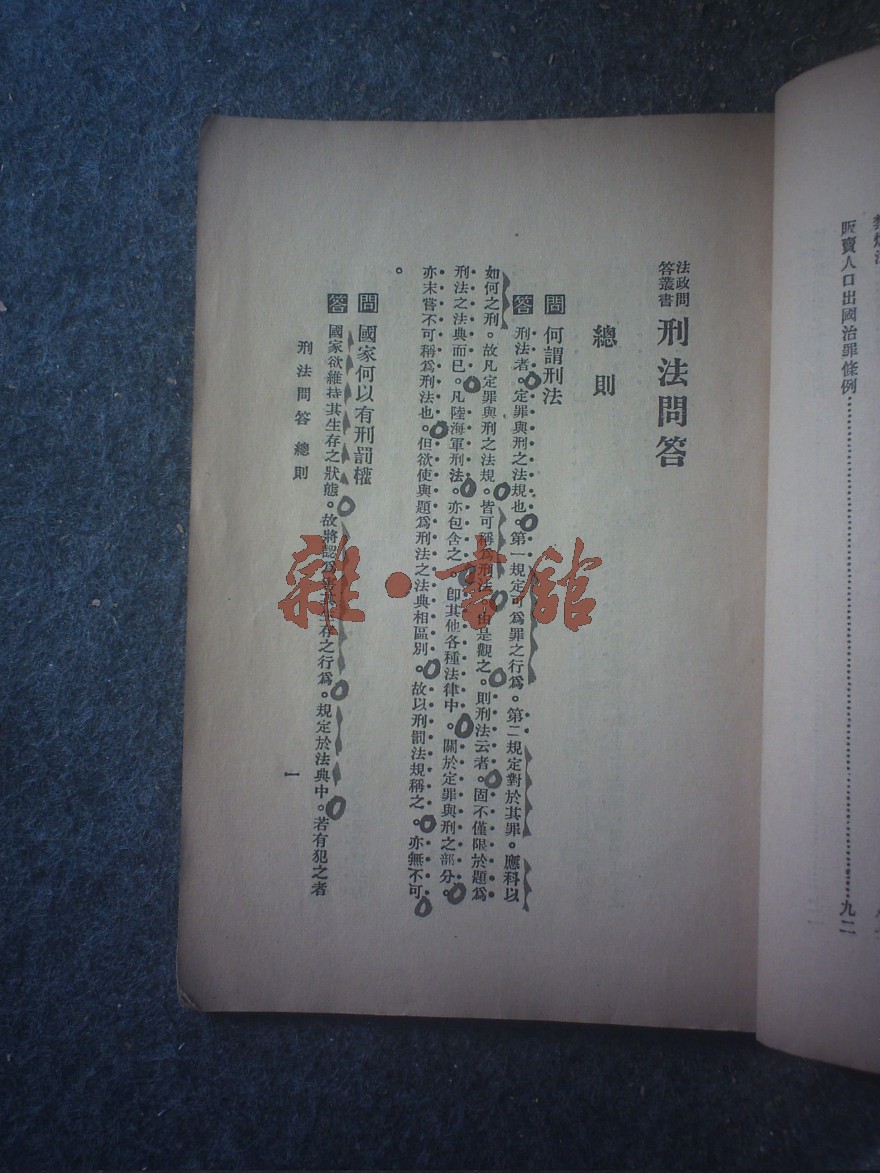 法政問
答叢書
刑法問答
總則
問 何謂刑法
答 刑法者。定罪與刑之法規也。第一規定可爲罪之行爲。第二規定對於其罪。應科以
如何之刑。故凡定罪與刑之法規。皆可稱爲刑法。由是觀之。則刑法云者。固不僅限於題爲
刑法之法典而已。凡陸海軍刑法。亦包含之。卽其他各種法律中。關於定罪與刑之部分。
亦未嘗不可稱爲刑法也。但欲使與題爲刑法之法典相區別。故以刑罰法規稱之。亦無不可
。
問 國家何以有刑罰權
答 國家欲維持其生存之狀態。故將認爲害其生存之行爲。規定於法典中。若有犯之者
刑法問答 總則
一
販賣人口出國治罪條例 九二
雜·書館